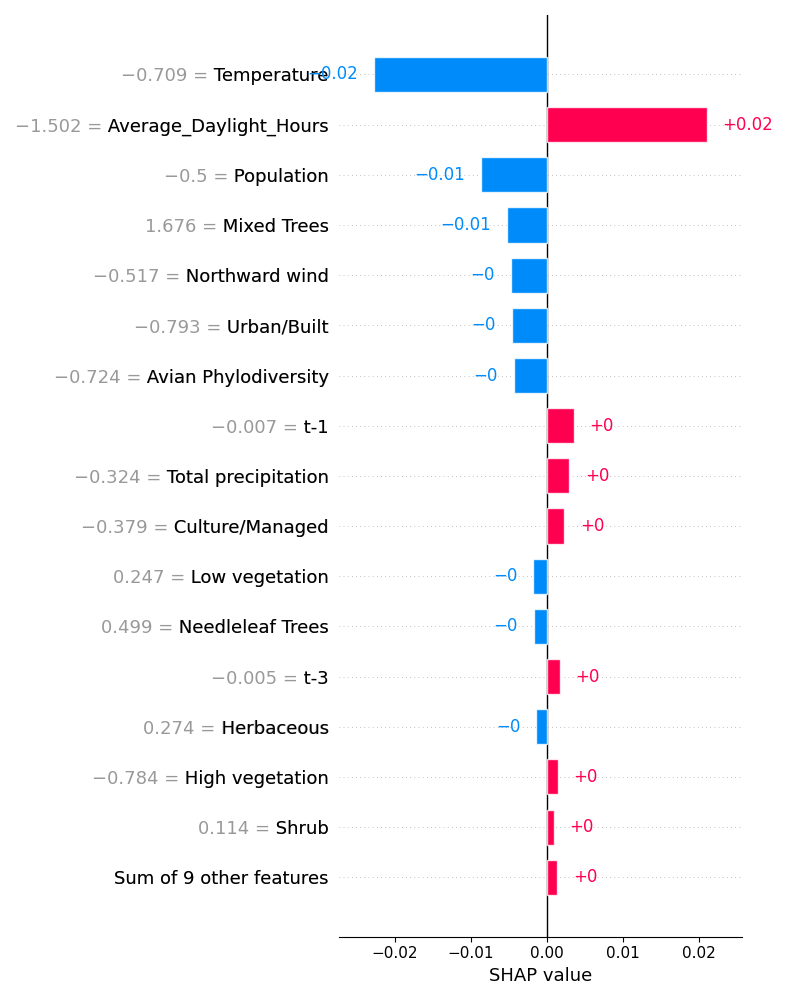 −0.709 = Temperature −0.02
−1.502 = Average_Daylight_Hours +0.02
−0.5 = Population −0.01
1.676 = Mixed Trees −0.01
−0.517 = Northward wind −0
−0.793 = Urban/Built −0
−0.724 = Avian Phylodiversity −0
−0.007 = t-1 +0
−0.324 = Total precipitation +0
−0.379 = Culture/Managed +0
0.247 = Low vegetation −0
0.499 = Needleleaf Trees −0
−0.005 = t-3 +0
0.274 = Herbaceous −0
−0.784 = High vegetation +0
0.114 = Shrub +0
Sum of 9 other features +0
−0.02 −0.01 0.00 0.01 0.02
SHAP value